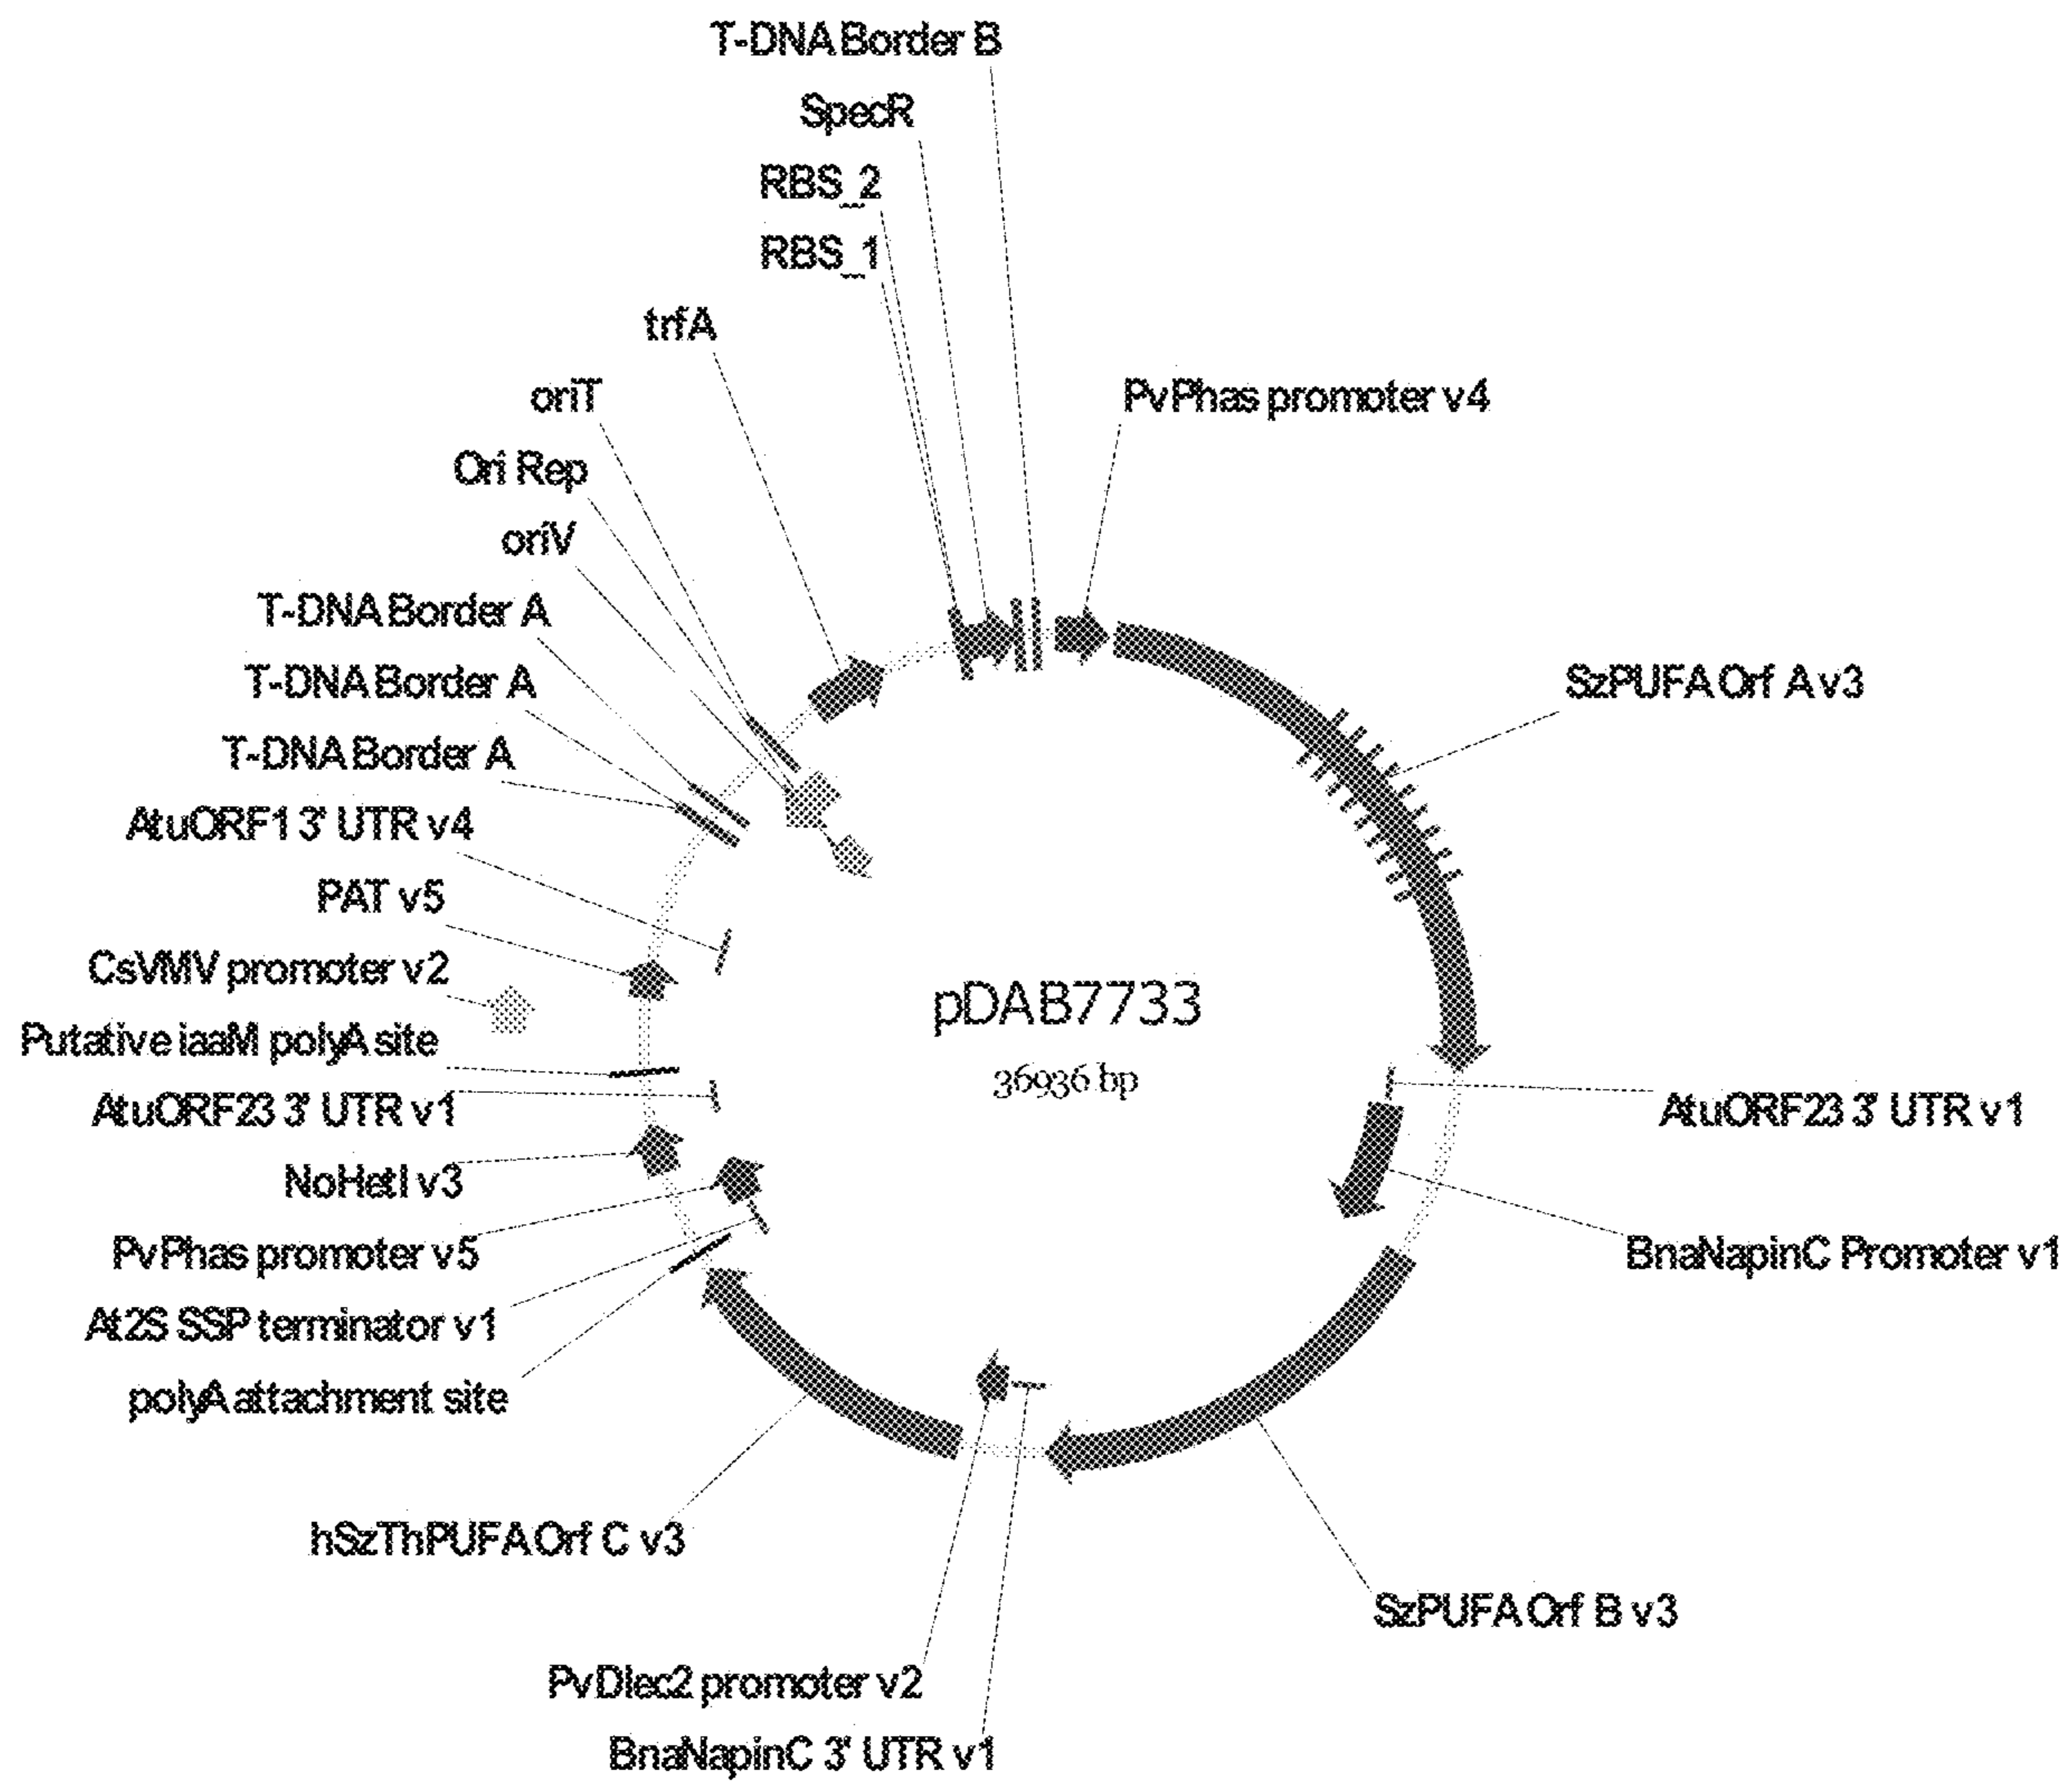 T-DNA Border B
SpecR
RBS_2
RBS_1
trfA
oriT
Ori Rep
oriV
T-DNA Border A
T-DNA Border A
T-DNA Border A
AtuORF1 3' UTR v4
PAT v5
CsVMV promoter v2
Putative iaaM polyA site
AtuORF23 3' UTR v1
NoHetI v3
PvPhas promoter v5
At2S SSP terminator v1
polyA attachment site
hSzThPUFA Orf C v3
PvDlec2 promoter v2
BnaNapinC 3' UTR v1
PvPhas promoter v4
SzPUFA Orf A v3
pDAB7733
36936 bp
AtuORF23 3' UTR v1
BnaNapinC Promoter v1
SzPUFA Orf B v3